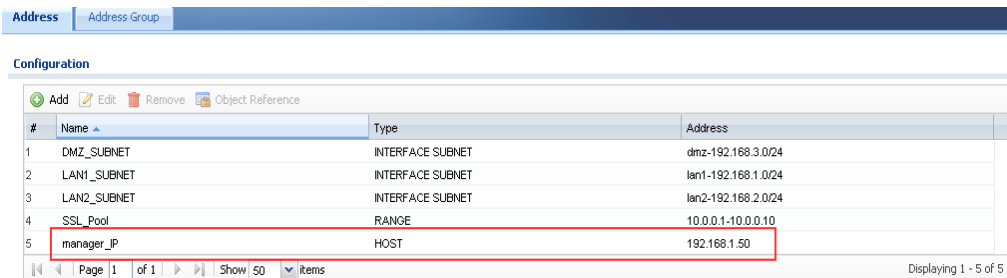 Address Address Group
Configuration
Add Edit Remove Object Reference
# Name Type Address
1 DMZ_SUBNET INTERFACE SUBNET dmz-192.168.3.0/24
2 LAN1_SUBNET INTERFACE SUBNET lan1-192.168.1.0/24
3 LAN2_SUBNET INTERFACE SUBNET lan2-192.168.2.0/24
4 SSL_Pool RANGE 10.0.0.1-10.0.0.10
5 manager_IP HOST 192.168.1.50
Page 1 of 1 Show 50 items Displaying 1 - 5 of 5